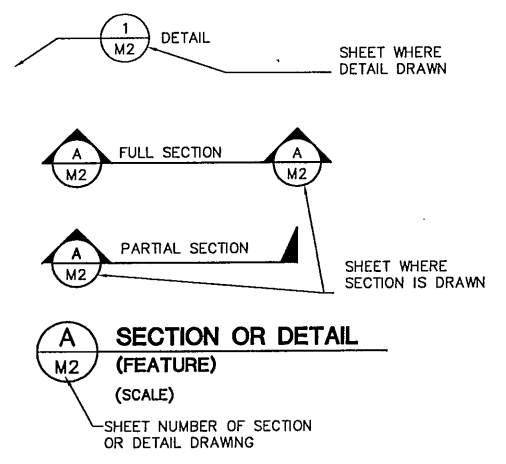 1
M2
DETAIL
SHEET WHERE
DETAIL DRAWN
A
M2
FULL SECTION
A
M2
A
M2
PARTIAL SECTION
SHEET WHERE
SECTION IS DRAWN
A
M2
SECTION OR DETAIL
(FEATURE)
(SCALE)
SHEET NUMBER OF SECTION
OR DETAIL DRAWING